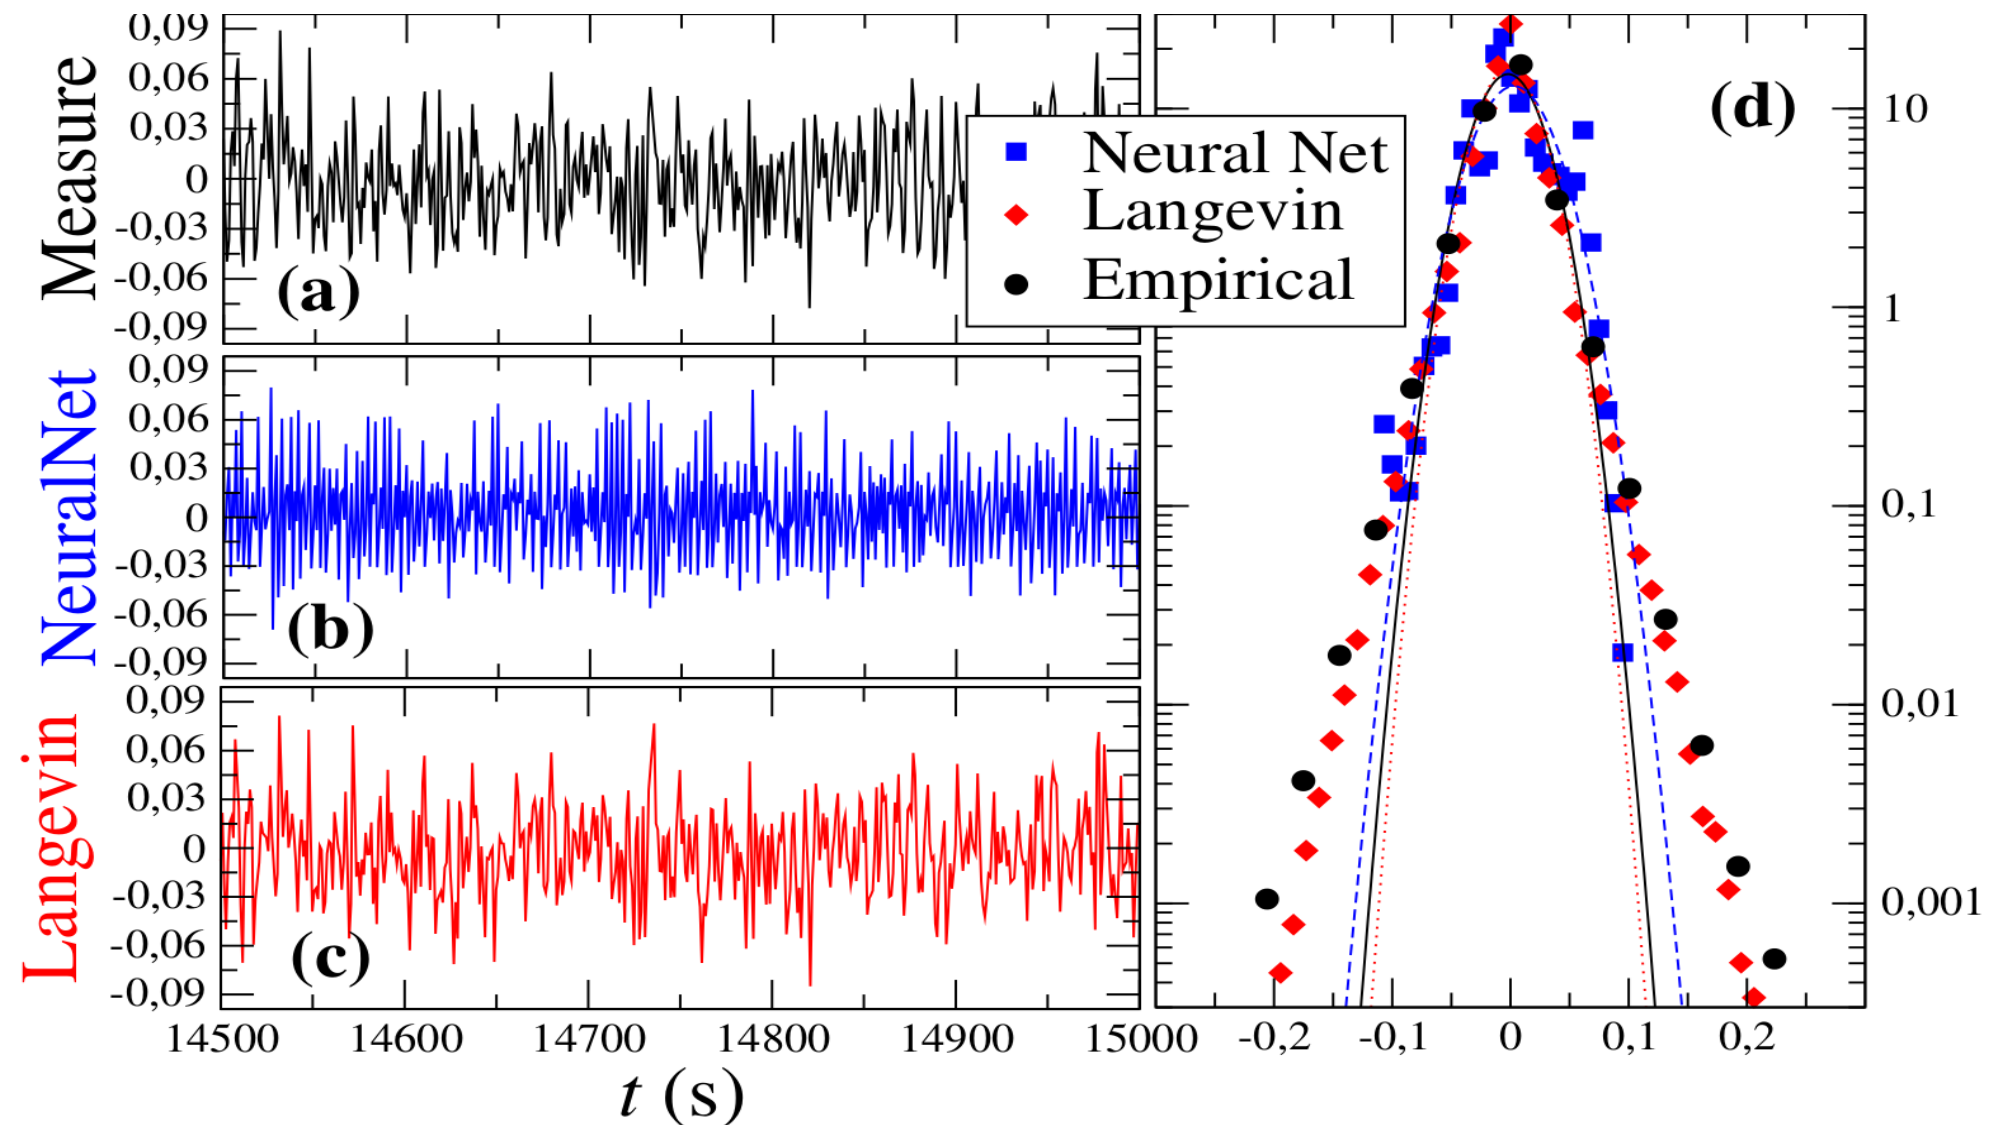 Measure
0,09
0,06
0,03
0
-0,03
-0,06
-0,09
(a)
NeuralNet
0,09
0,06
0,03
0
-0,03
-0,06
-0,09
(b)
Langevin
0,09
0,06
0,03
0
-0,03
-0,06
-0,09
(c)
14500 14600 14700 14800 14900 15000
t (s)
Neural Net
Langevin
Empirical
(d)
10
1
0,1
0,01
0,001
-0,2 -0,1 0 0,1 0,2